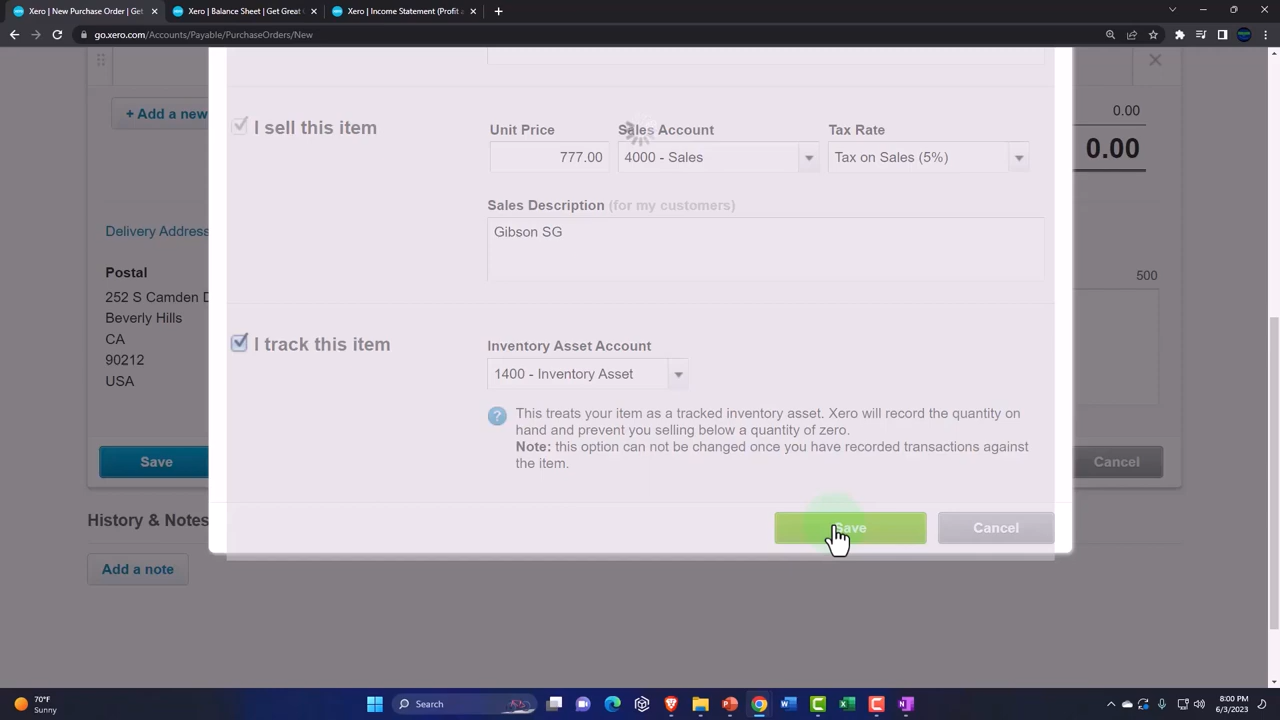 Xero | New Purchase Order | Get
Xero | Balance Sheet | Get Great
Xero | Income Statement (Profit a
go.xero.com/Accounts/Payable/PurchaseOrders/New
+ Add a new
0.00
0.00
I sell this item
Unit Price
Sales Account
Tax Rate
777.00
4000 - Sales
Tax on Sales (5%)
Sales Description (for my customers)
Gibson SG
Delivery Address
Postal
252 S Camden D
Beverly Hills
CA
90212
USA
500
I track this item
Inventory Asset Account
1400 - Inventory Asset
This treats your item as a tracked inventory asset. Xero will record the quantity on
hand and prevent you selling below a quantity of zero.
Note: this option can not be changed once you have recorded transactions against
the item.
Save
Cancel
Save
Cancel
History & Notes
Add a note
70°F
Sunny
Search
8:00 PM
6/3/2023